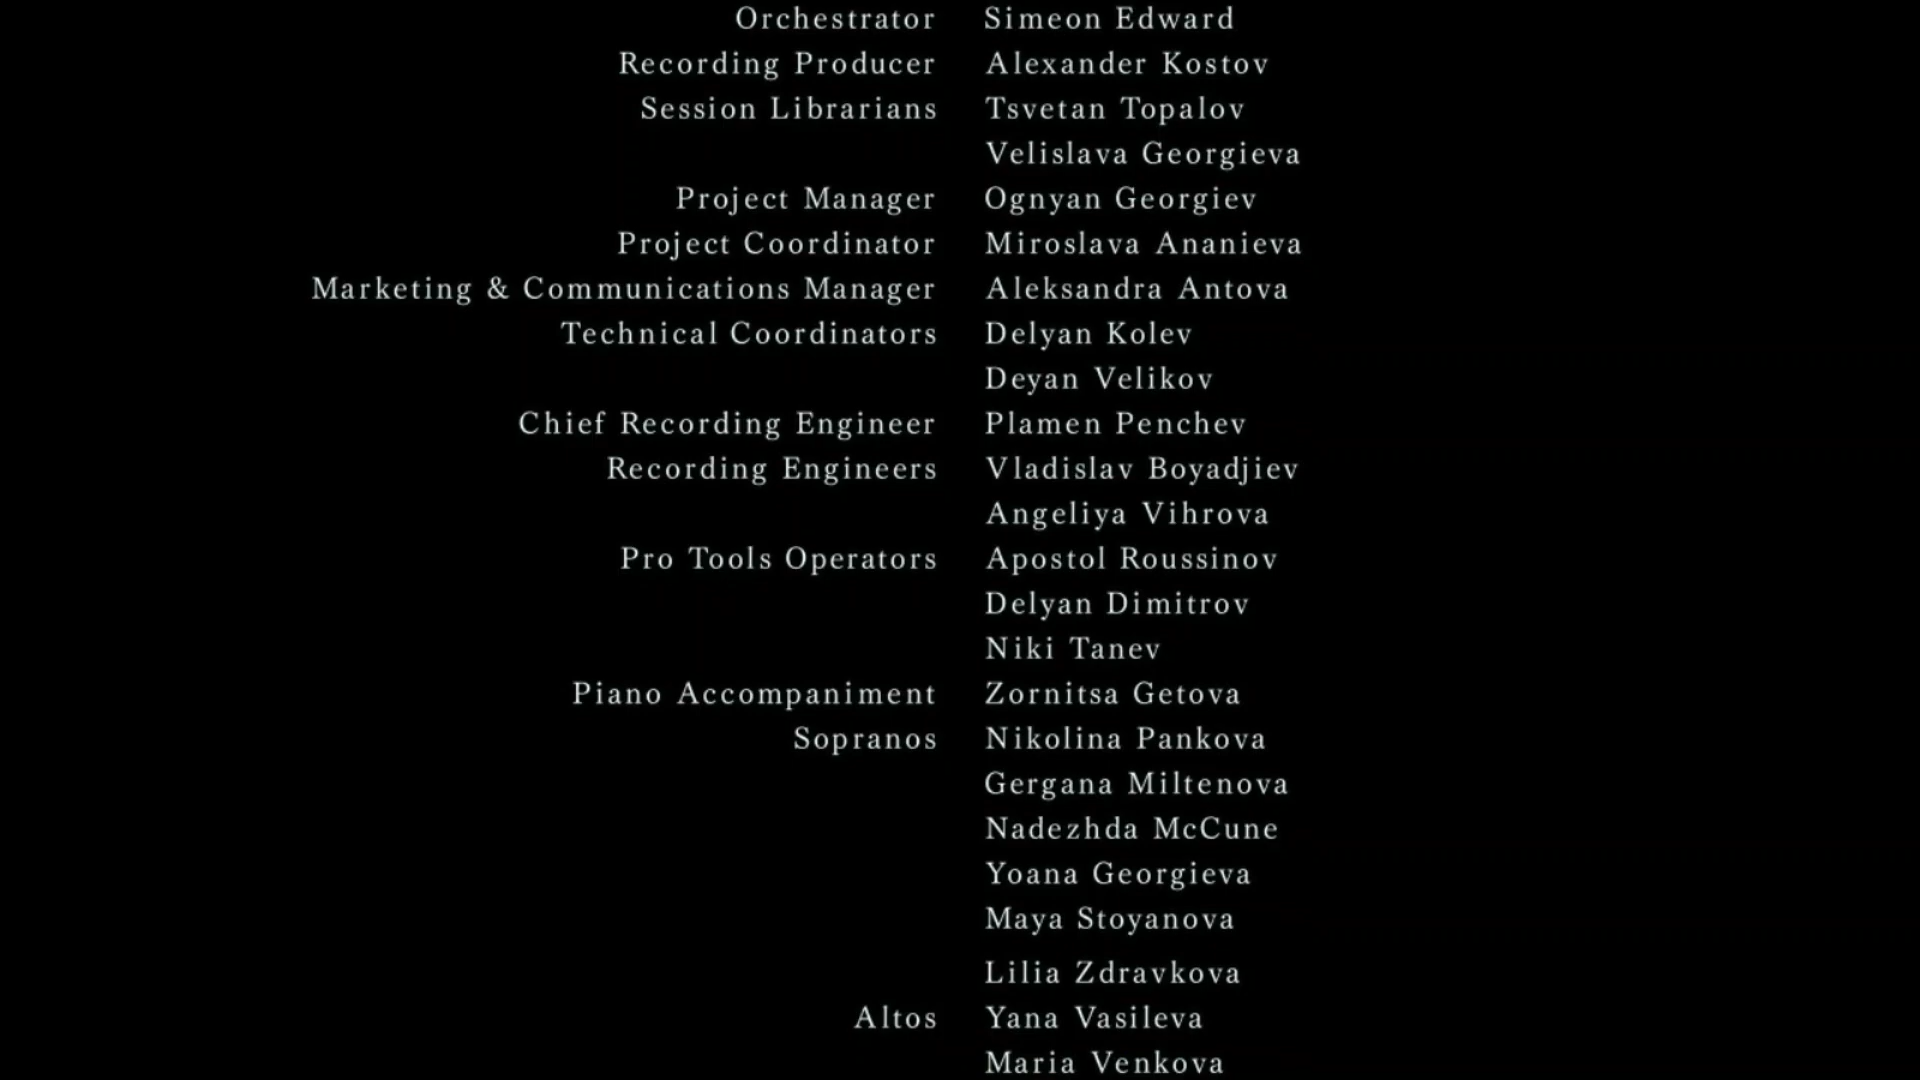 Orchestrator Simeon Edward
Recording Producer Alexander Kostov
Session Librarians Tsvetan Topalov
Velislava Georgieva
Project Manager Ognyan Georgiev
Project Coordinator Miroslava Ananieva
Marketing & Communications Manager Aleksandra Antova
Technical Coordinators Delyan Kolev
Deyan Velikov
Chief Recording Engineer Plamen Penchev
Recording Engineers Vladislav Boyadjiev
Angeliya Vihrova
Pro Tools Operators Apostol Roussinov
Delyan Dimitrov
Niki Tanev
Piano Accompaniment Zornitsa Getova
Sopranos Nikolina Pankova
Gergana Miltenova
Nadezhda McCune
Yoana Georgieva
Maya Stoyanova
Lilia Zdravkova
Altos Yana Vasileva
Maria Venkova